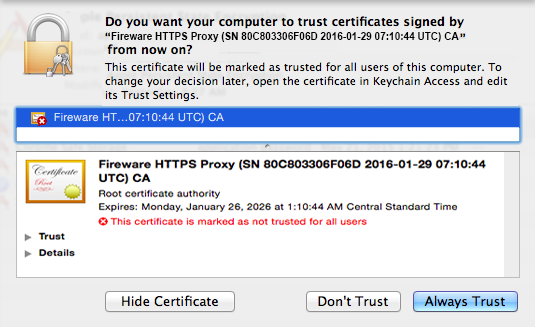 Do you want your computer to trust certificates signed by
“Fireware HTTPS Proxy (SN 80C803306F06D 2016-01-29 07:10:44 UTC) CA”
from now on?
This certificate will be marked as trusted for all users of this computer. To
change your decision later, open the certificate in Keychain Access and edit
its Trust Settings.
Fireware HT...07:10:44 UTC) CA
Certificate
Root
Fireware HTTPS Proxy (SN 80C803306F06D 2016-01-29 07:10:44
UTC) CA
Root certificate authority
Expires: Monday, January 26, 2026 at 1:10:44 AM Central Standard Time
This certificate is marked as not trusted for all users
Trust
Details
Hide Certificate
Don't Trust
Always Trust